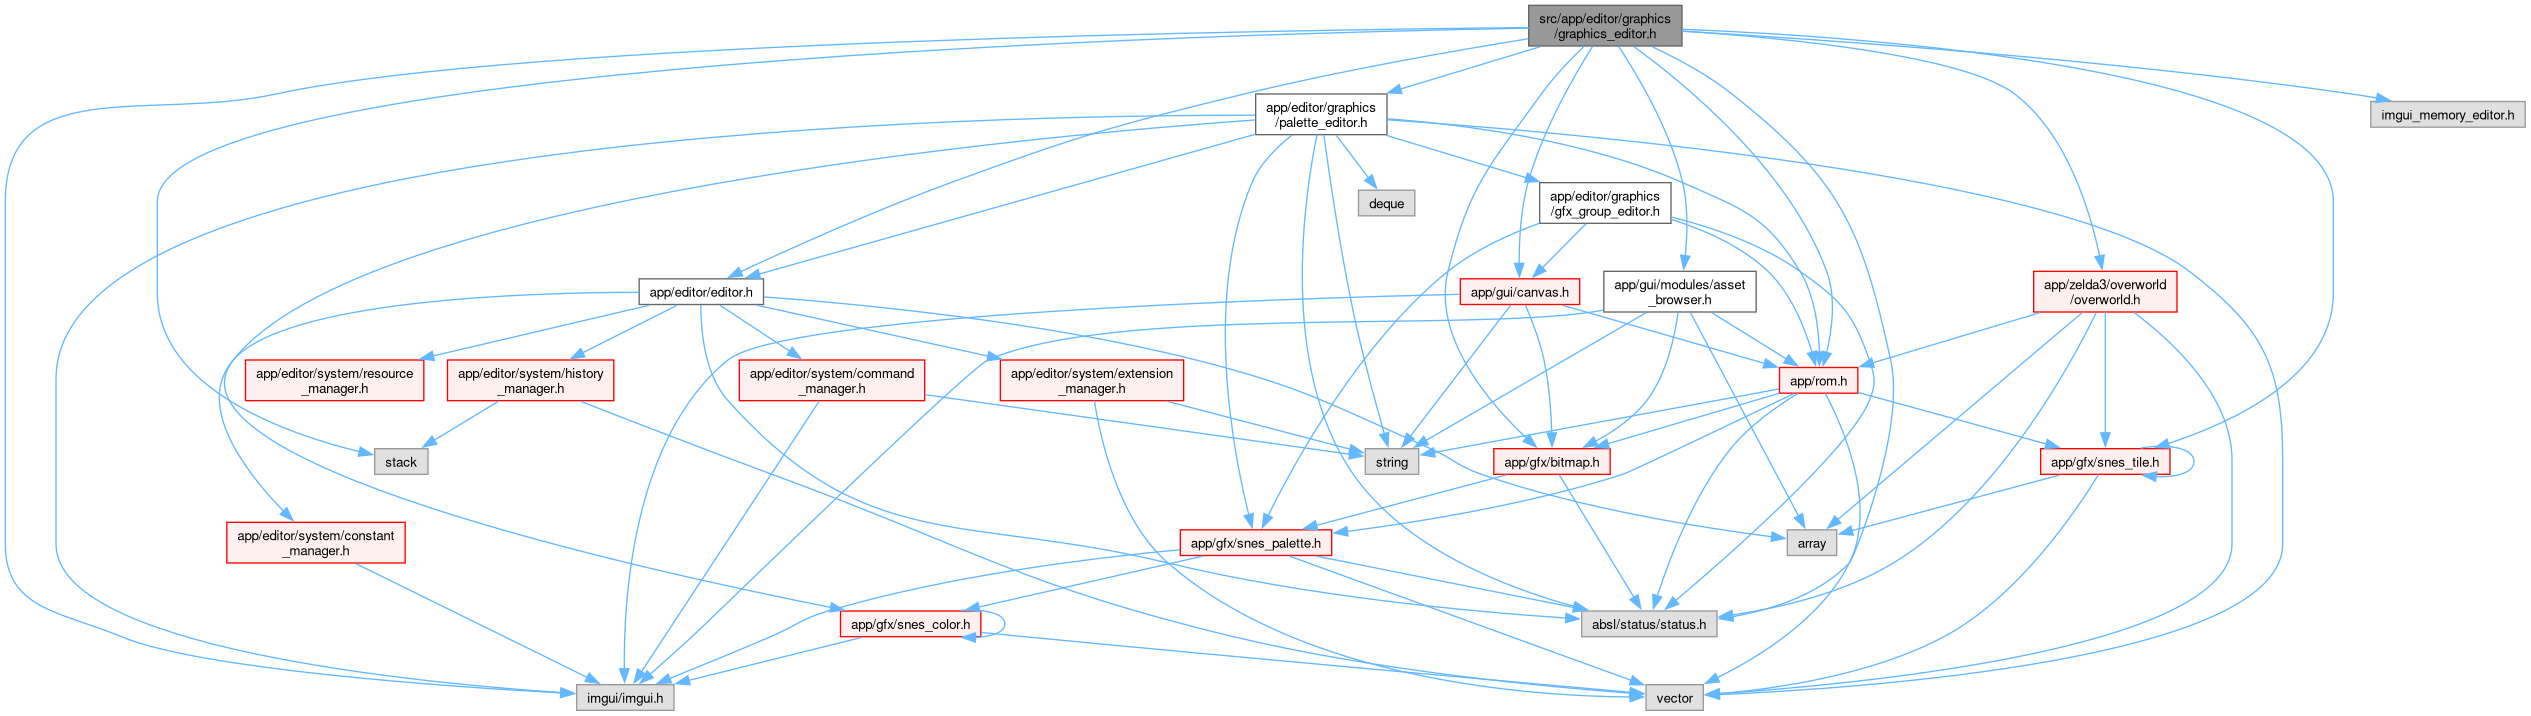 src/app/editor/graphics
/graphics_editor.h
app/editor/graphics
/palette_editor.h
imgui_memory_editor.h
deque
app/editor/graphics
/gfx_group_editor.h
app/editor/editor.h
app/gui/canvas.h
app/gui/modules/asset
_browser.h
app/zelda3/overworld
/overworld.h
app/editor/system/resource
_manager.h
app/editor/system/history
_manager.h
app/editor/system/command
_manager.h
app/editor/system/extension
_manager.h
app/rom.h
stack
string
app/gfx/bitmap.h
app/gfx/snes_tile.h
app/editor/system/constant
_manager.h
app/gfx/snes_palette.h
array
app/gfx/snes_color.h
absl/status/status.h
imgui/imgui.h
vector